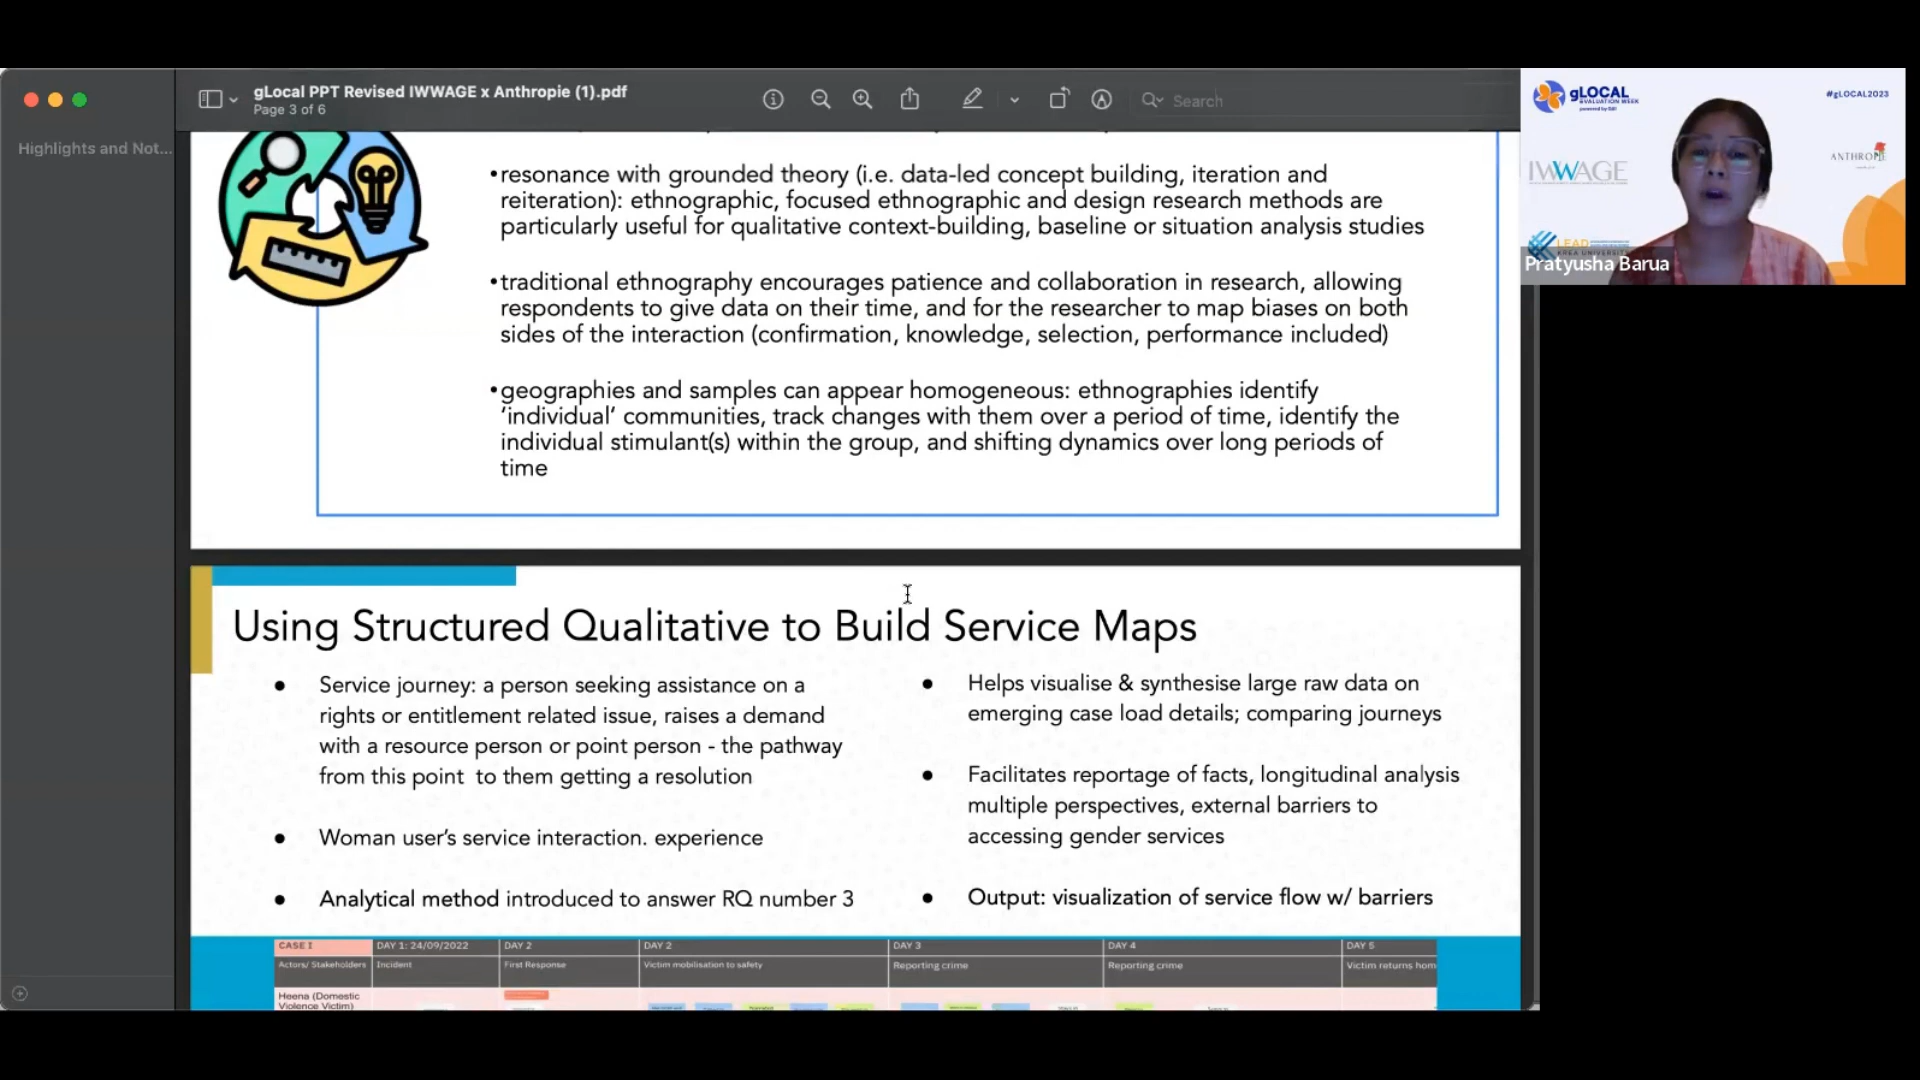 gLocal PPT Revised IWWAGE x Anthropie (1).pdf
Page 3 of 6
Search
Highlights and Not...
•resonance with grounded theory (i.e. data-led concept building, iteration and
reiteration): ethnographic, focused ethnographic and design research methods are
particularly useful for qualitative context-building, baseline or situation analysis studies
•traditional ethnography encourages patience and collaboration in research, allowing
respondents to give data on their time, and for the researcher to map biases on both
sides of the interaction (confirmation, knowledge, selection, performance included)
•geographies and samples can appear homogeneous: ethnographies identify
‘individual’ communities, track changes with them over a period of time, identify the
individual stimulant(s) within the group, and shifting dynamics over long periods of
time
gLOCAL
EVALUATION WEEK
#gLOCAL2023
IWWAGE
ANTHROPIE
LEAD
KREA UNIVERSITY
Pratyusha Barua
Using Structured Qualitative to Build Service Maps
● Service journey: a person seeking assistance on a
rights or entitlement related issue, raises a demand
with a resource person or point person - the pathway
from this point to them getting a resolution
● Woman user’s service interaction. experience
● Analytical method introduced to answer RQ number 3
● Helps visualise & synthesise large raw data on
emerging case load details; comparing journeys
● Facilitates reportage of facts, longitudinal analysis
multiple perspectives, external barriers to
accessing gender services
● Output: visualization of service flow w/ barriers
CASE I DAY 1: 24/09/2022 DAY 2 DAY 2 DAY 3 DAY 4 DAY 5
Actors/ Stakeholders Incident First Response Victim mobilisation to safety Reporting crime Reporting crime Victim returns hom
Heena (Domestic
Violence Victim)